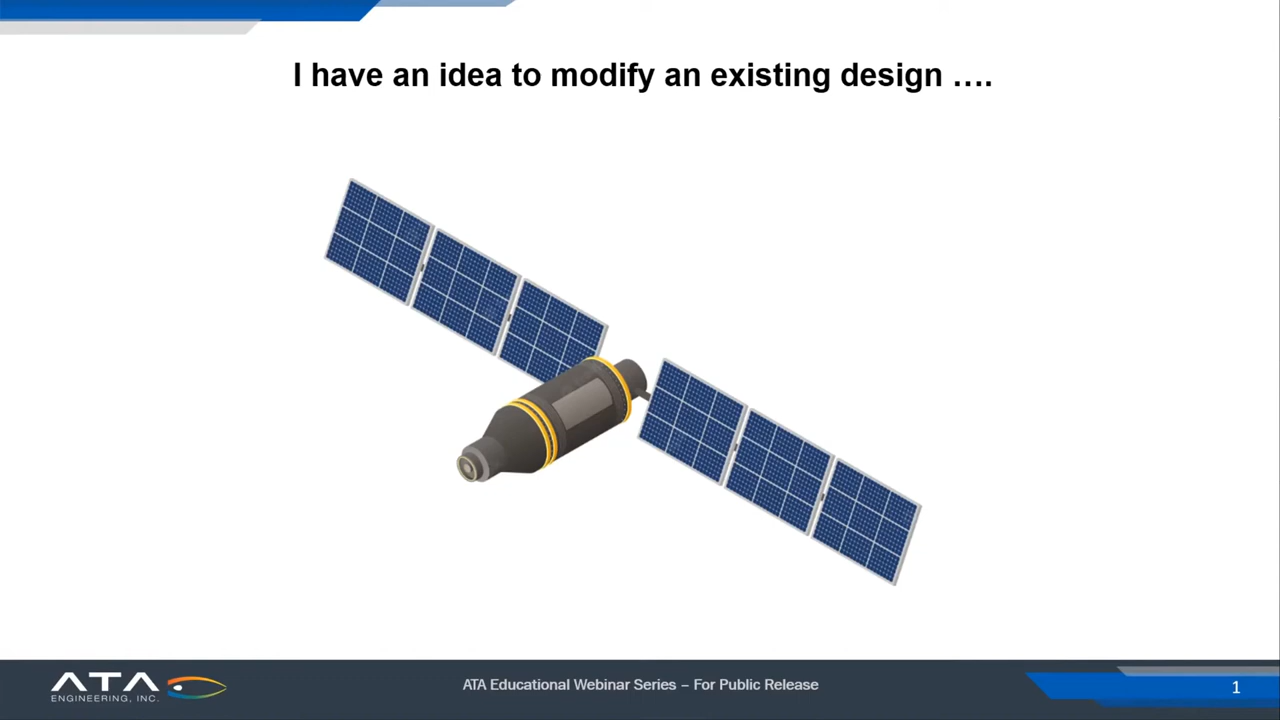 I have an idea to modify an existing design ….
ATA
ENGINEERING, INC.
ATA Educational Webinar Series – For Public Release
1